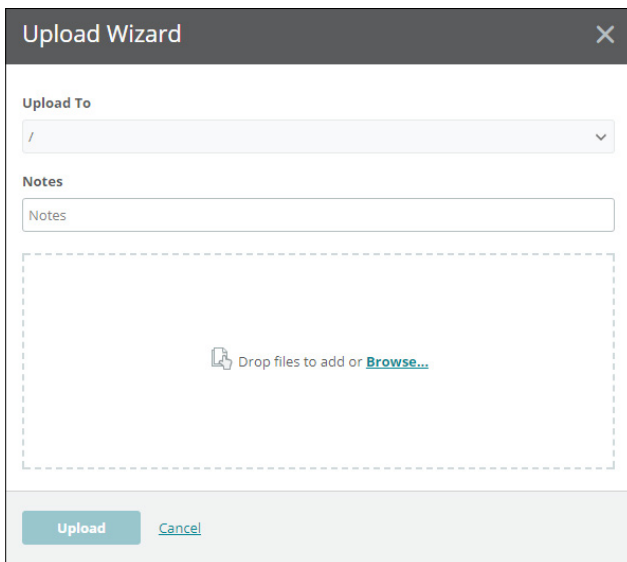 Upload Wizard
Upload To
/
Notes
Notes
Drop files to add or Browse...
Upload Cancel